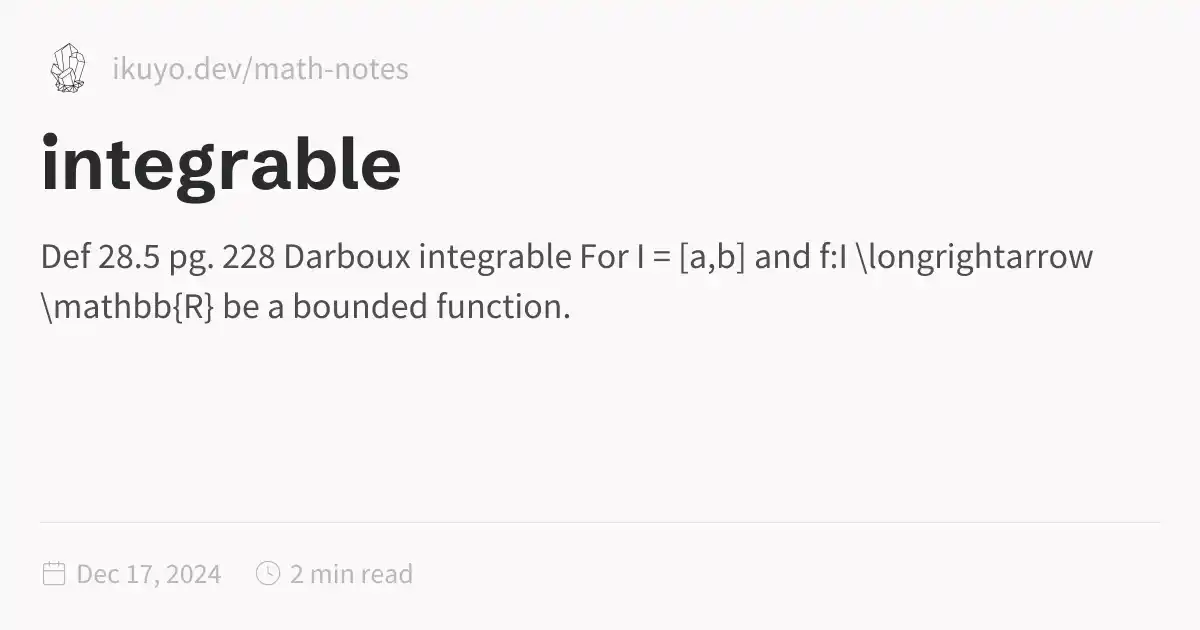 ikuyo.dev/math-notes
integrable
Def 28.5 pg. 228 Darboux integrable For I = [a,b] and f:I \longrightarrow
\mathbb{R} be a bounded function.
Dec 17, 2024 2 min read